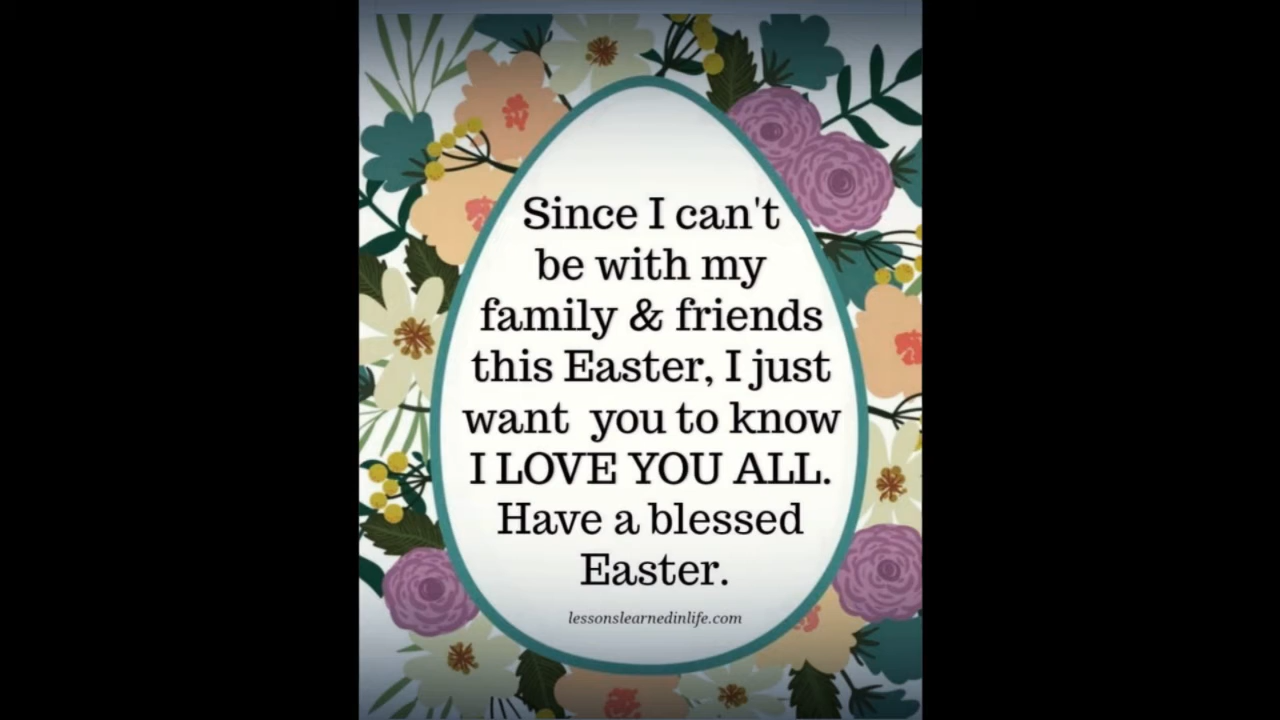 Since I can't
be with my
family & friends
this Easter, I just
want  you to know
I LOVE YOU ALL.
Have a blessed
Easter.
lessonslearnedinlife.com